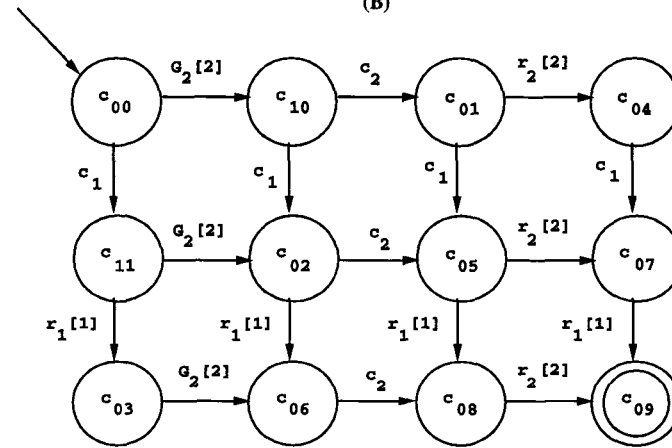 (B)
G2[2] c2 r2[2]
c00 c10 c01 c04
c1 c1 c1 c1
G2[2] c2 r2[2]
c11 c02 c05 c07
r1[1] r1[1] r1[1] r1[1]
G2[2] c2 r2[2]
c03 c06 c08 c09